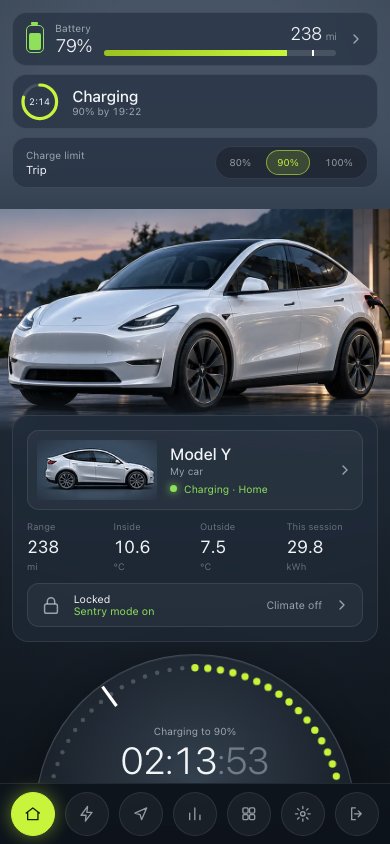 Battery
79%
238 mi
2:14
Charging
90% by 19:22
Charge limit
Trip
80%
90%
100%
Model Y
My car
Charging · Home
Range
Inside
Outside
This session
238
10.6
7.5
29.8
mi
°C
°C
kWh
Locked
Sentry mode on
Climate off
Charging to 90%
02:13:53